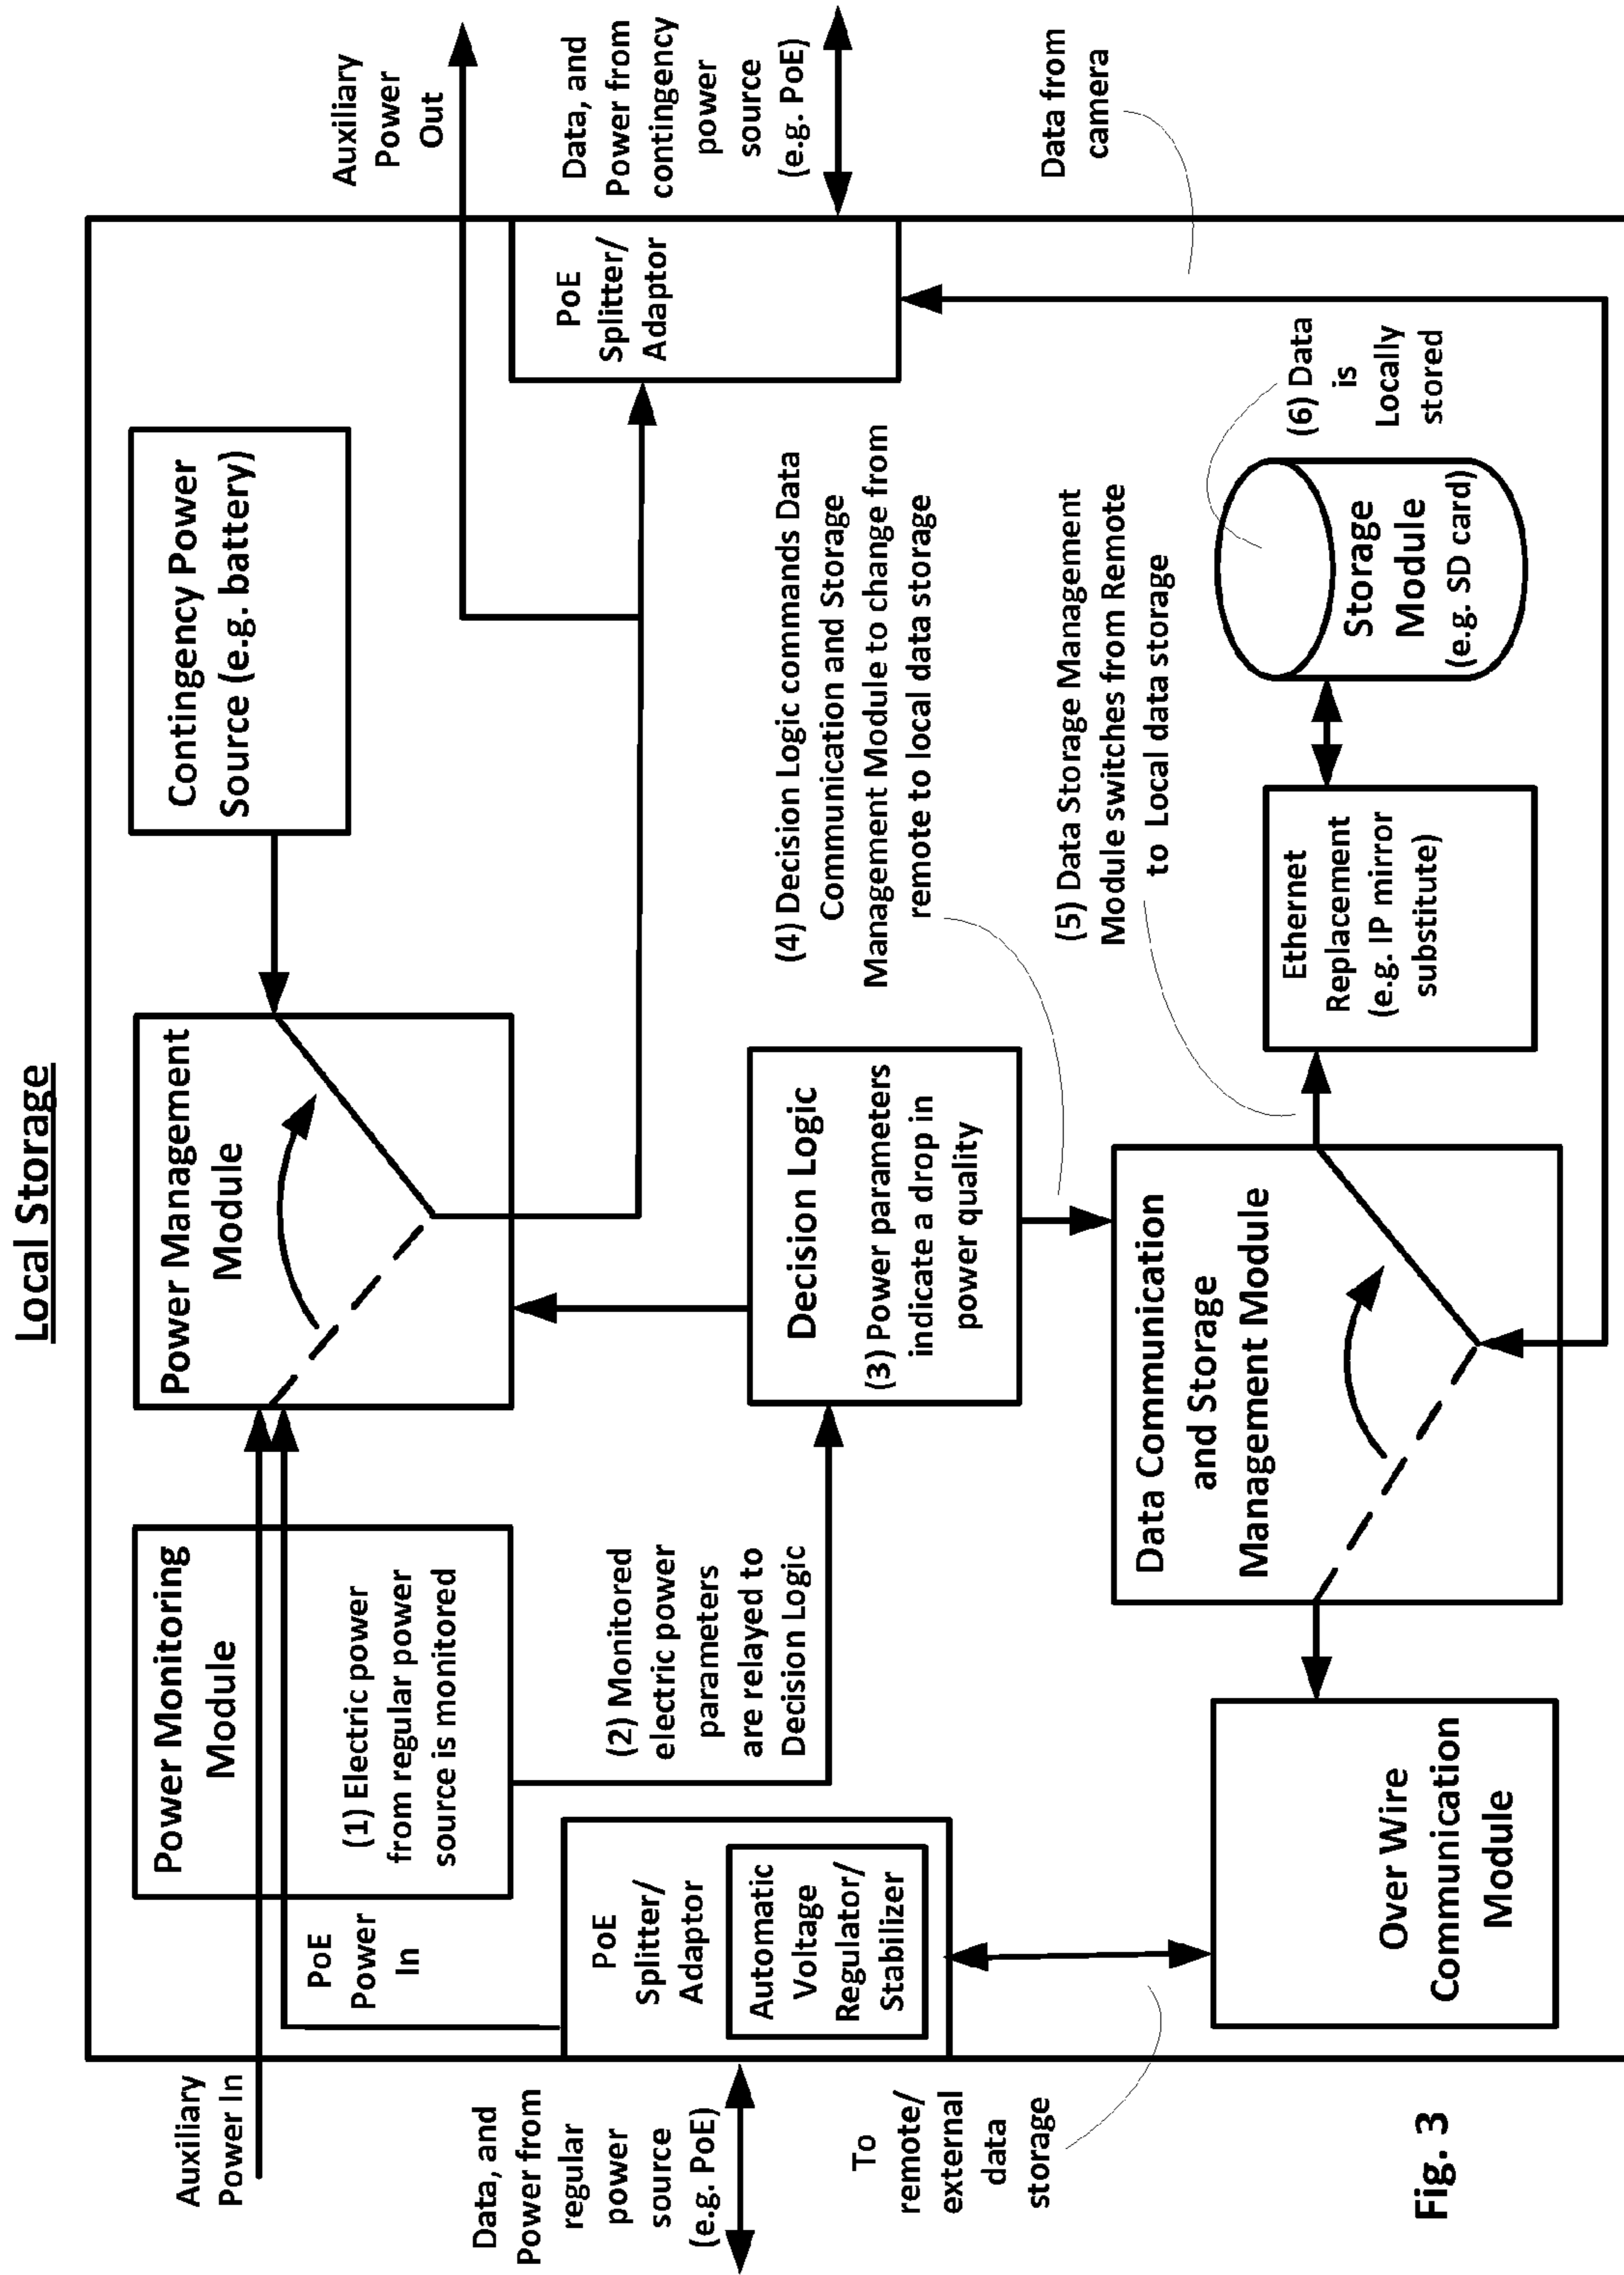 Local Storage
Auxiliary
Power In
Data, and
Power from
regular
power
source
(e.g. PoE)
To
remote/
external
data
storage
Power Monitoring
Module
(1) Electric power
from regular power
source is monitored
PoE
Power
In
PoE
Splitter/
Adaptor
Automatic
Voltage
Regulator/
Stabilizer
(2) Monitored
electric power
parameters
are relayed to
Decision Logic
Over Wire
Communication
Module
Power Management
Module
Decision Logic
(3) Power parameters
indicate a drop in
power quality
Data Communication
and Storage
Management Module
Contingency Power
Source (e.g. battery)
(4) Decision Logic commands Data
Communication and Storage
Management Module to change from
remote to local data storage
(5) Data Storage Management
Module switches from Remote
to Local data storage
Ethernet
Replacement
(e.g. IP mirror
substitute)
Storage
Module
(e.g. SD card)
(6) Data
is
Locally
stored
PoE
Splitter/
Adaptor
Auxiliary
Power
Out
Data, and
Power from
contingency
power
source
(e.g. PoE)
Data from
camera
Fig. 3